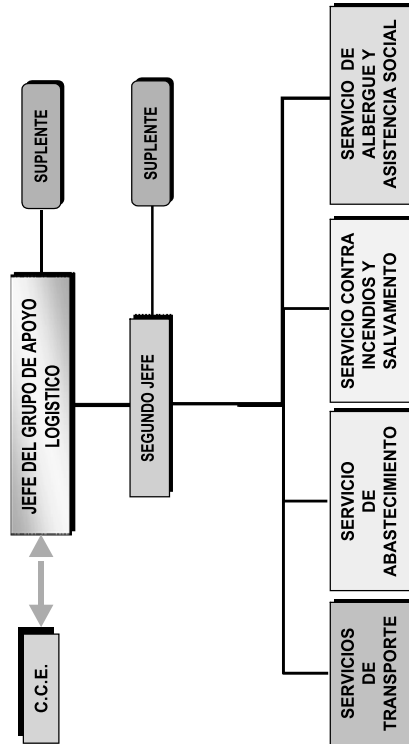 C.C.E.
JEFE DEL GRUPO DE APOYO
LOGISTICO
SUPLENTE
SEGUNDO JEFE
SUPLENTE
SERVICIOS
DE
TRANSPORTE
SERVICIO
DE
ABASTECIMIENTO
SERVICIO CONTRA
INCENDIOS Y
SALVAMENTO
SERVICIO DE
ALBERGUE Y
ASISTENCIA SOCIAL